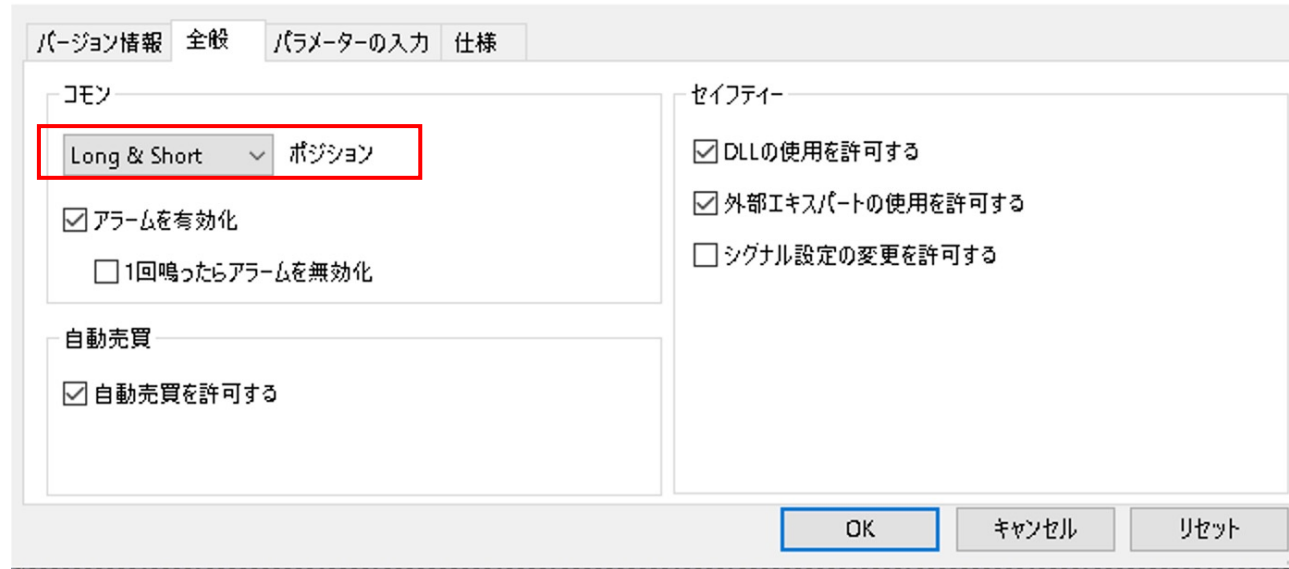 バージョン情報 全般 パラメーターの入力 仕様
コモン
Long & Short ポジション
アラームを有効化
1回鳴ったらアラームを無効化
自動売買
自動売買を許可する
セイフティー
DLLの使用を許可する
外部エキスパートの使用を許可する
シグナル設定の変更を許可する
OK キャンセル リセット